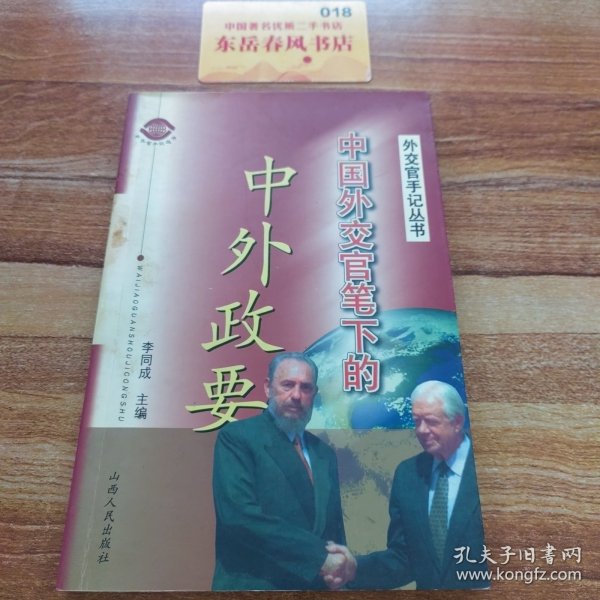 018
中国著名优质二手书店
东岳春风书店
外交官手记丛书
中国外交官笔下的
中外政要
WAIJIAOGUANSHOUJICONGSHU
李同成 主编
山西人民出版社
孔夫子旧书网
www.kongfz.com